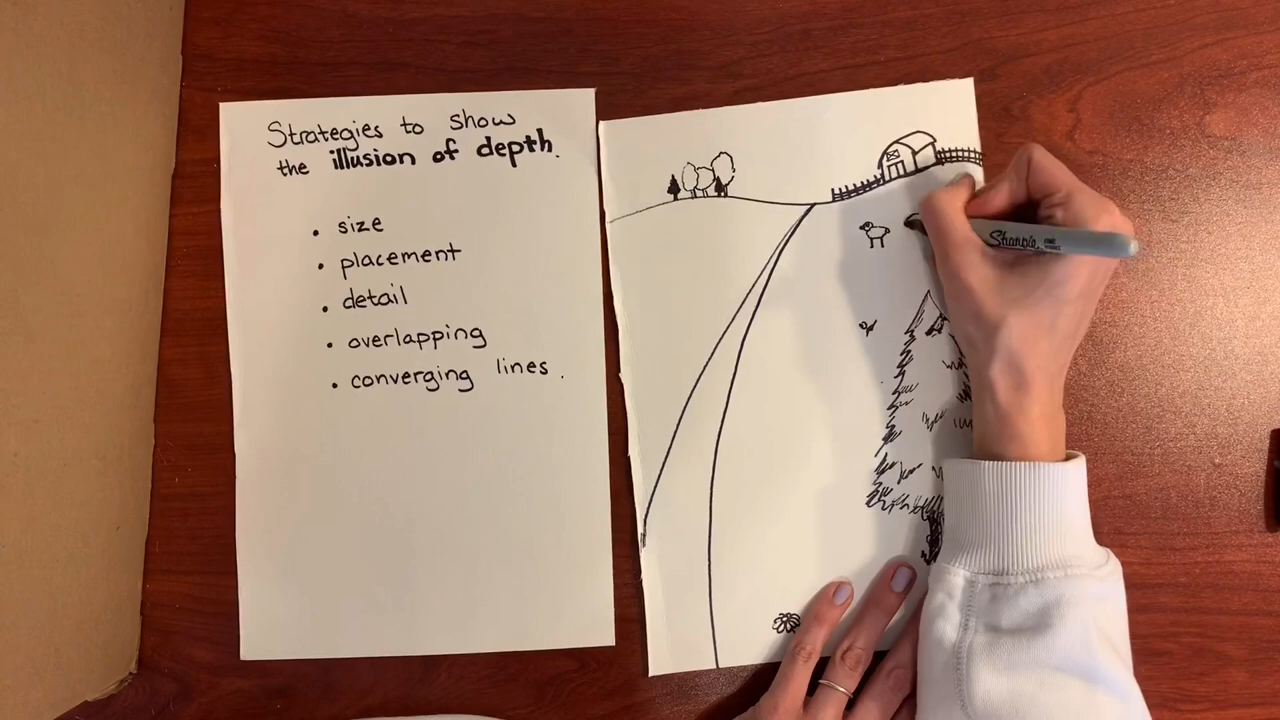 Strategies to show
the illusion of depth.
• size
• placement
• detail
• overlapping
• converging lines.
Sharpie